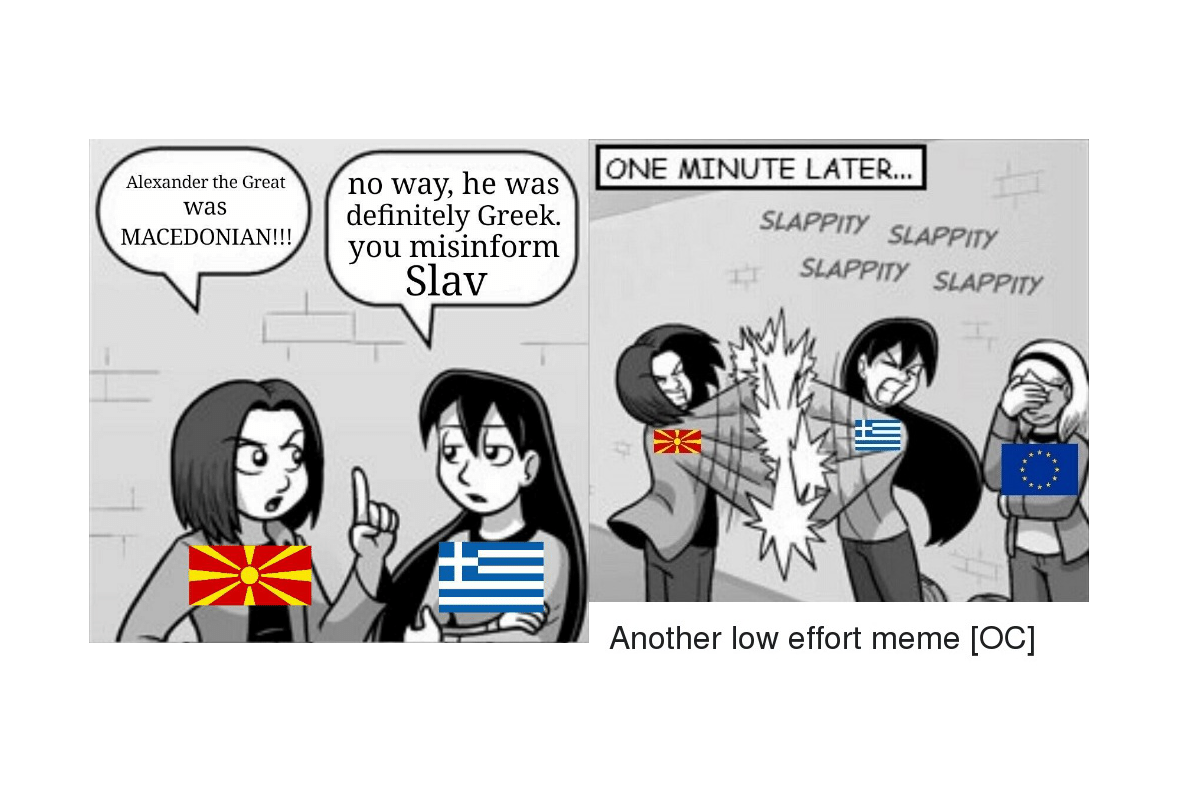 Alexander the Great
was
MACEDONIAN!!!
no way, he was
definitely Greek.
you misinform
Slav
ONE MINUTE LATER...
SLAPPITY
SLAPPITY
SLAPPITY
SLAPPITY
Another low effort meme [OC]